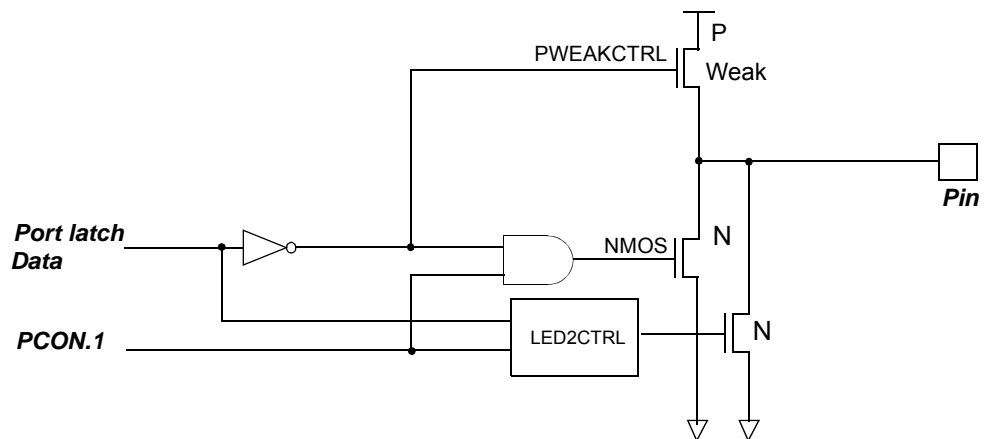 P
PWEAKCTRL
Weak
Pin
Port latch
Data
NMOS
N
LED2CTRL
N
PCON.1